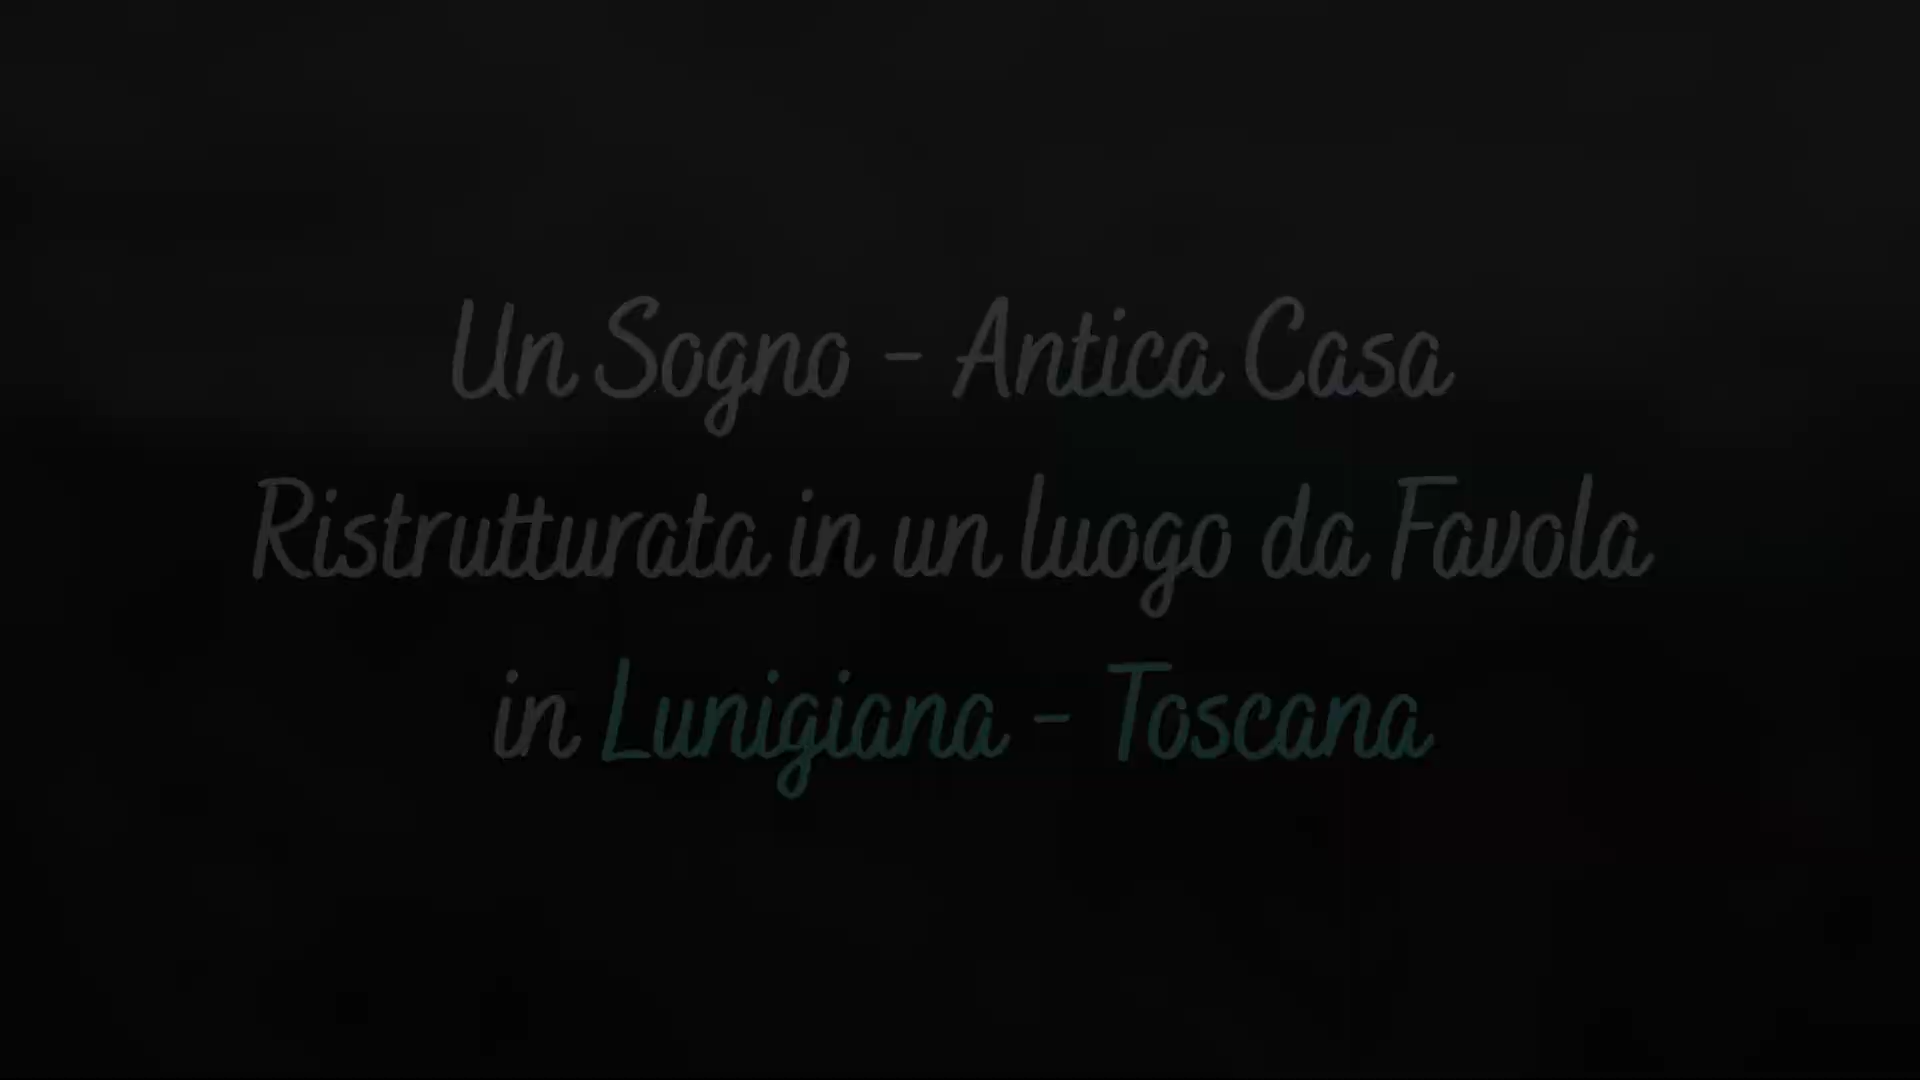 Un Sogno - Antica Casa
Ristrutturata in un luogo da Favola
in Lunigiana - Toscana